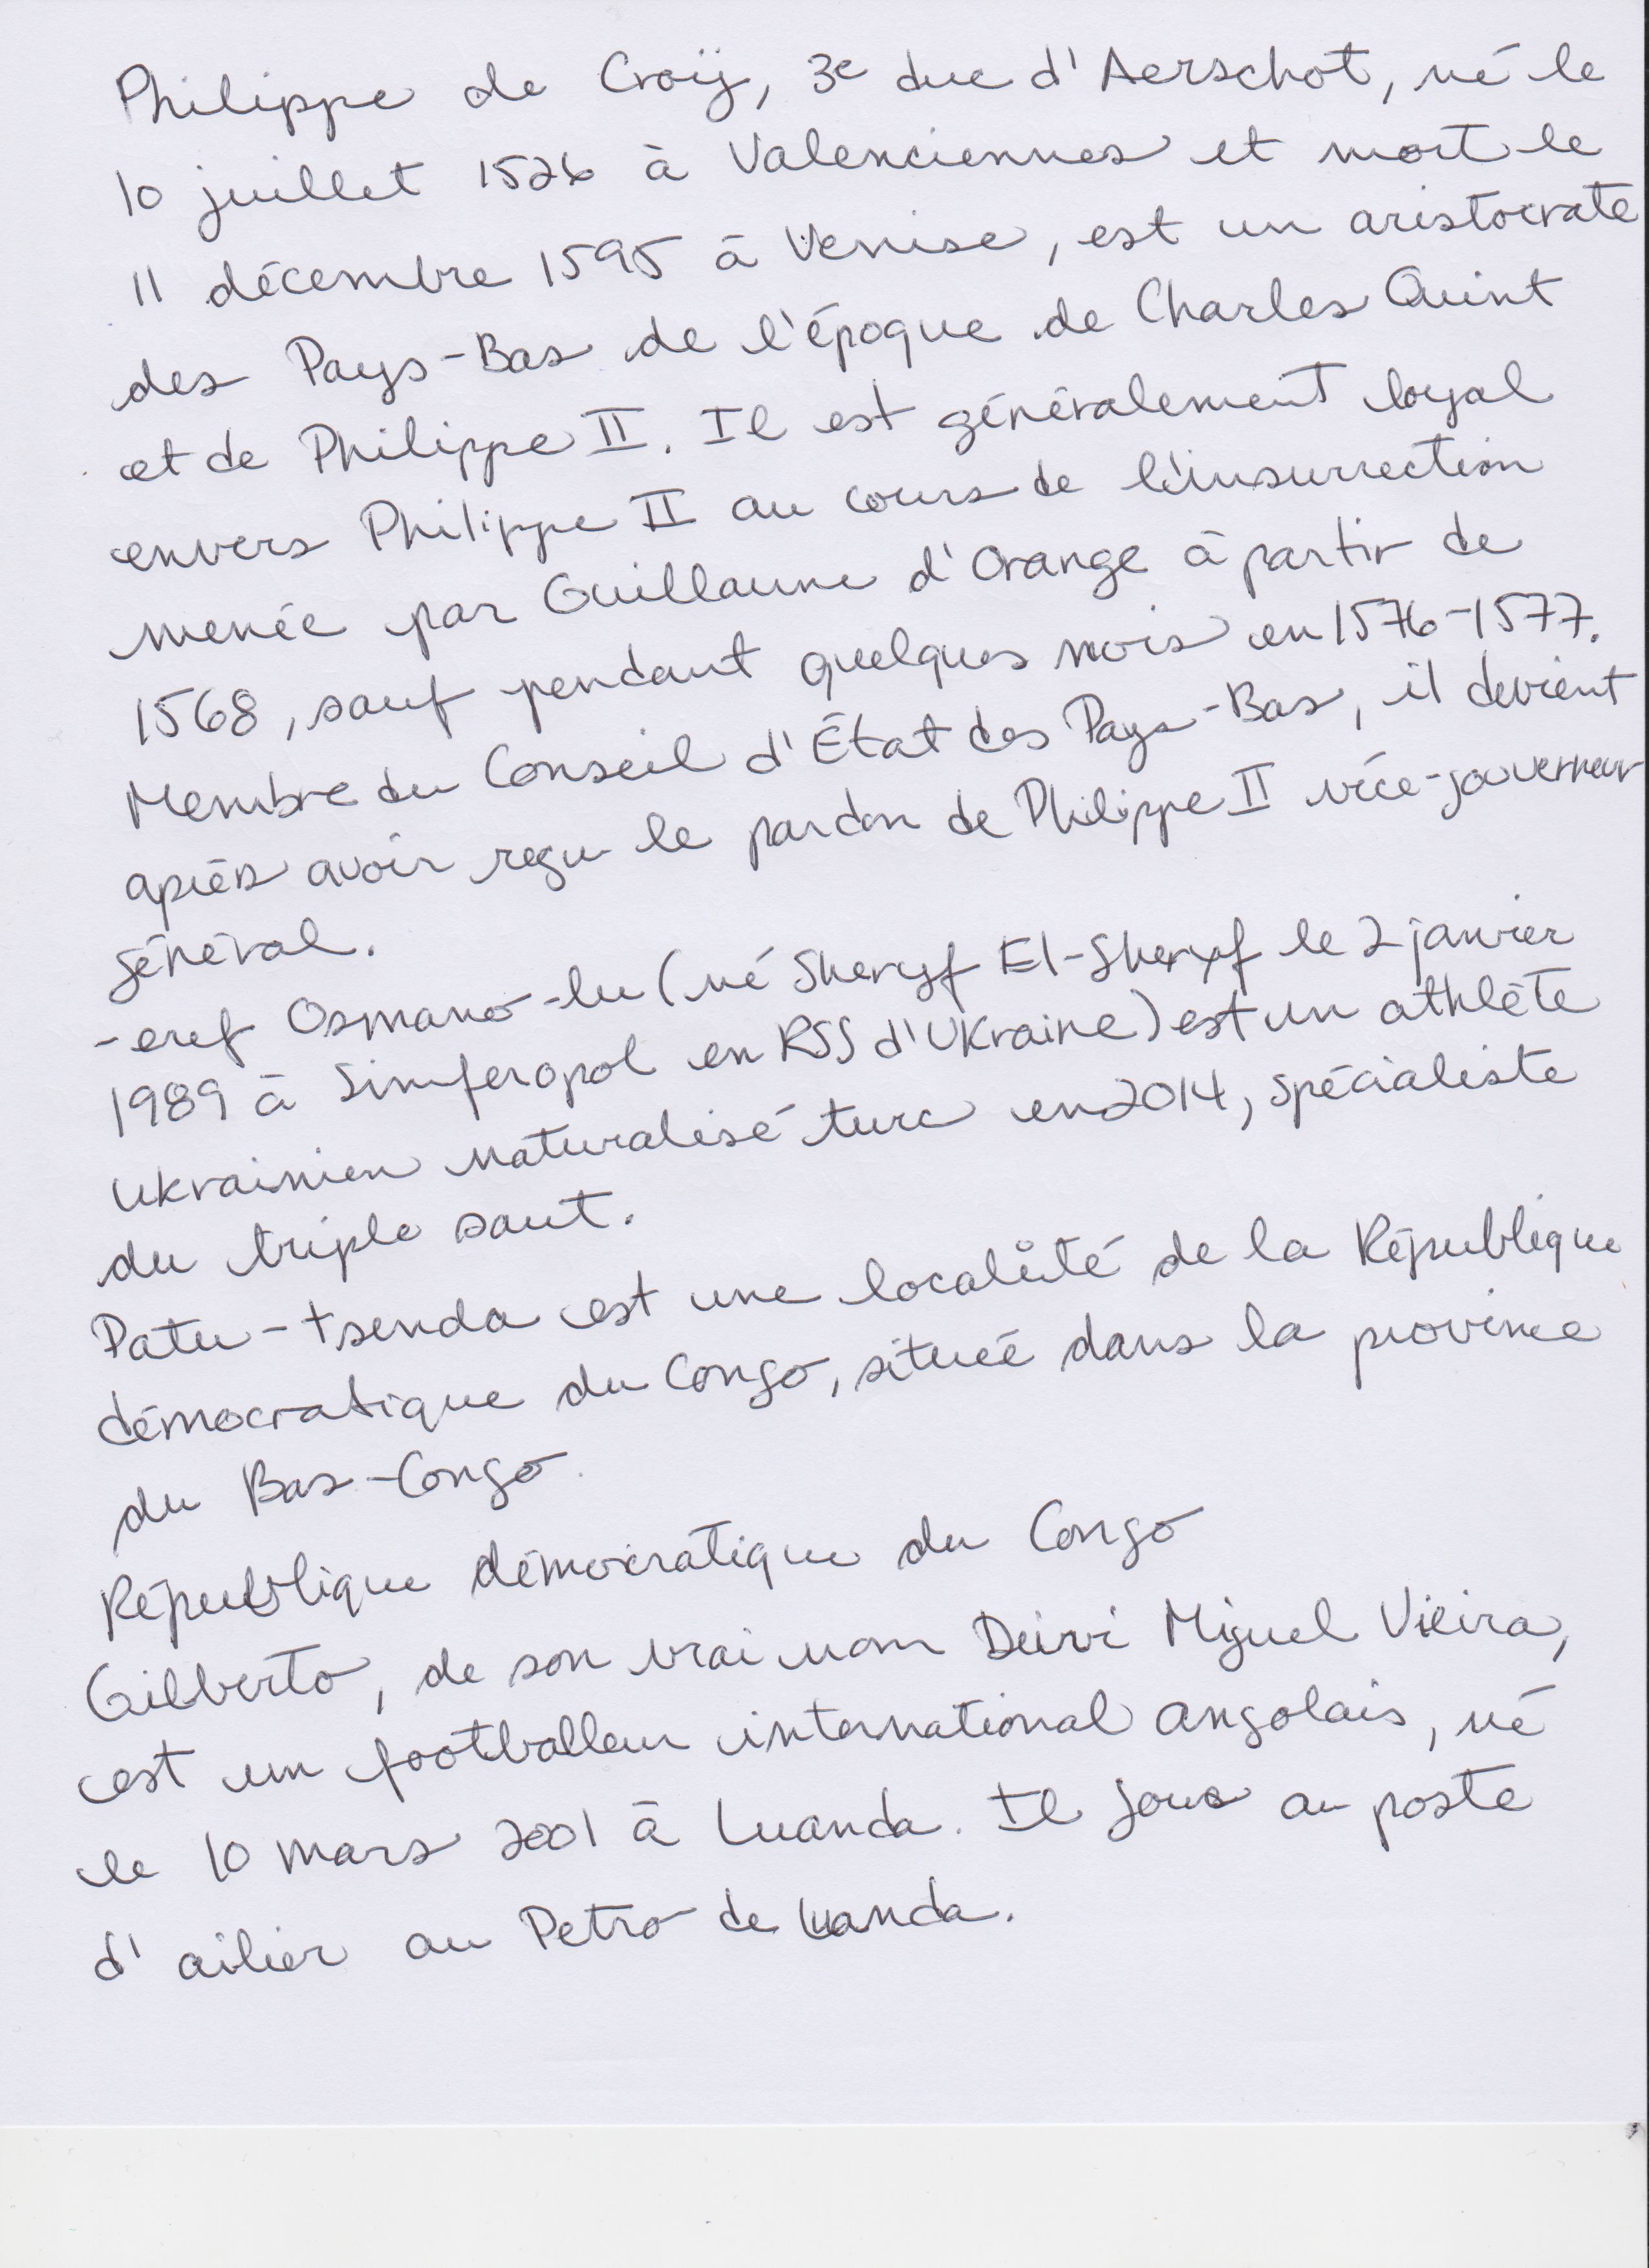 Philippe de Croÿ, 3e duc d'Aerschot, né le
10 juillet 1526 à Valenciennes et mort le
11 décembre 1595 à Venise, est un aristocrate
des Pays-Bas de l'époque de Charles Quint
et de Philippe II. Il est généralement loyal
envers Philippe II au cours de l'insurrection
menée par Guillaume d'Orange à partir de
1568, sauf pendant quelques mois en 1576-1577.
Membre du Conseil d'État des Pays-Bas, il devient
après avoir reçu le pardon de Philippe II vice-gouverneur
général.
-eref Osmano-lu (né Sheryf El-Sheryf le 2 janvier
1989 à Simferopol en RSS d'Ukraine) est un athlète
ukrainien naturalisé turc en 2014, spécialiste
du triple saut.
Patu-tsenda est une localité de la République
démocratique du Congo, située dans la province
du Bas-Congo.
République démocratique du Congo
Gilberto, de son vrai nom Deivi Miguel Vieira,
est un footballeur international angolais, né
le 10 mars 2001 à Luanda. Il joue au poste
d'ailier au Petro de Luanda.